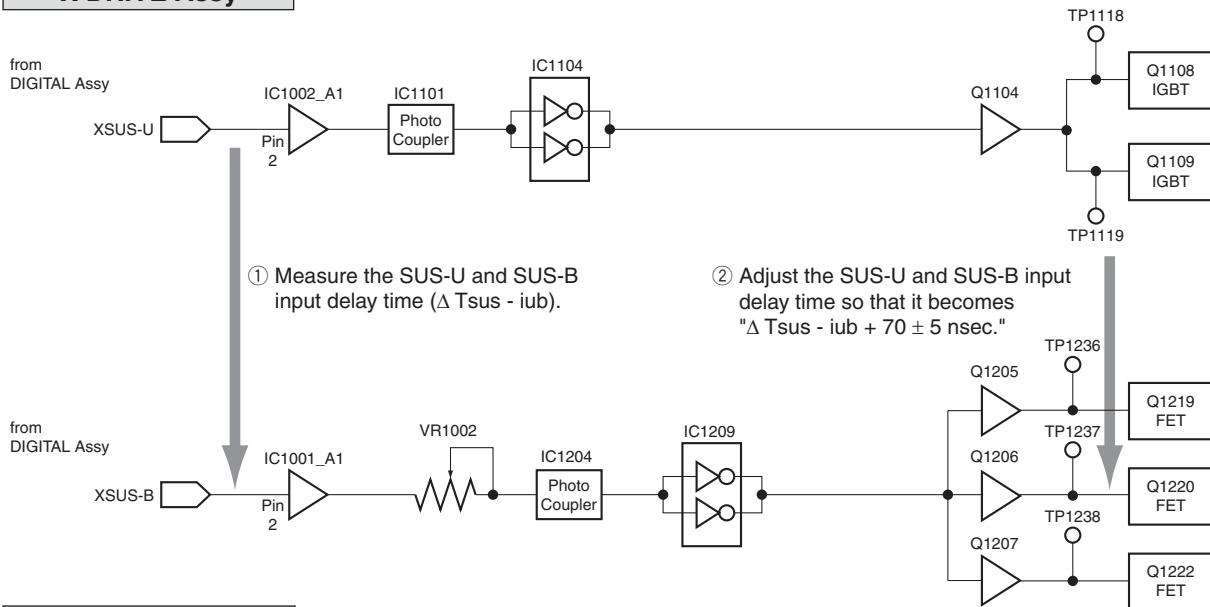 TP1118
from
DIGITAL Assy
IC1104
IC1002_A1
IC1101
Q1104
Q1108
IGBT
XSUS-U
Photo
Coupler
Pin
2
Q1109
IGBT
TP1119
① Measure the SUS-U and SUS-B
input delay time (Δ Tsus - iub).
② Adjust the SUS-U and SUS-B input
delay time so that it becomes
"Δ Tsus - iub + 70 ± 5 nsec."
TP1236
Q1205
Q1219
FET
from
DIGITAL Assy
VR1002
IC1209
TP1237
IC1001_A1
IC1204
Q1206
XSUS-B
Photo
Coupler
Pin
2
Q1220
FET
TP1238
Q1207
Q1222
FET